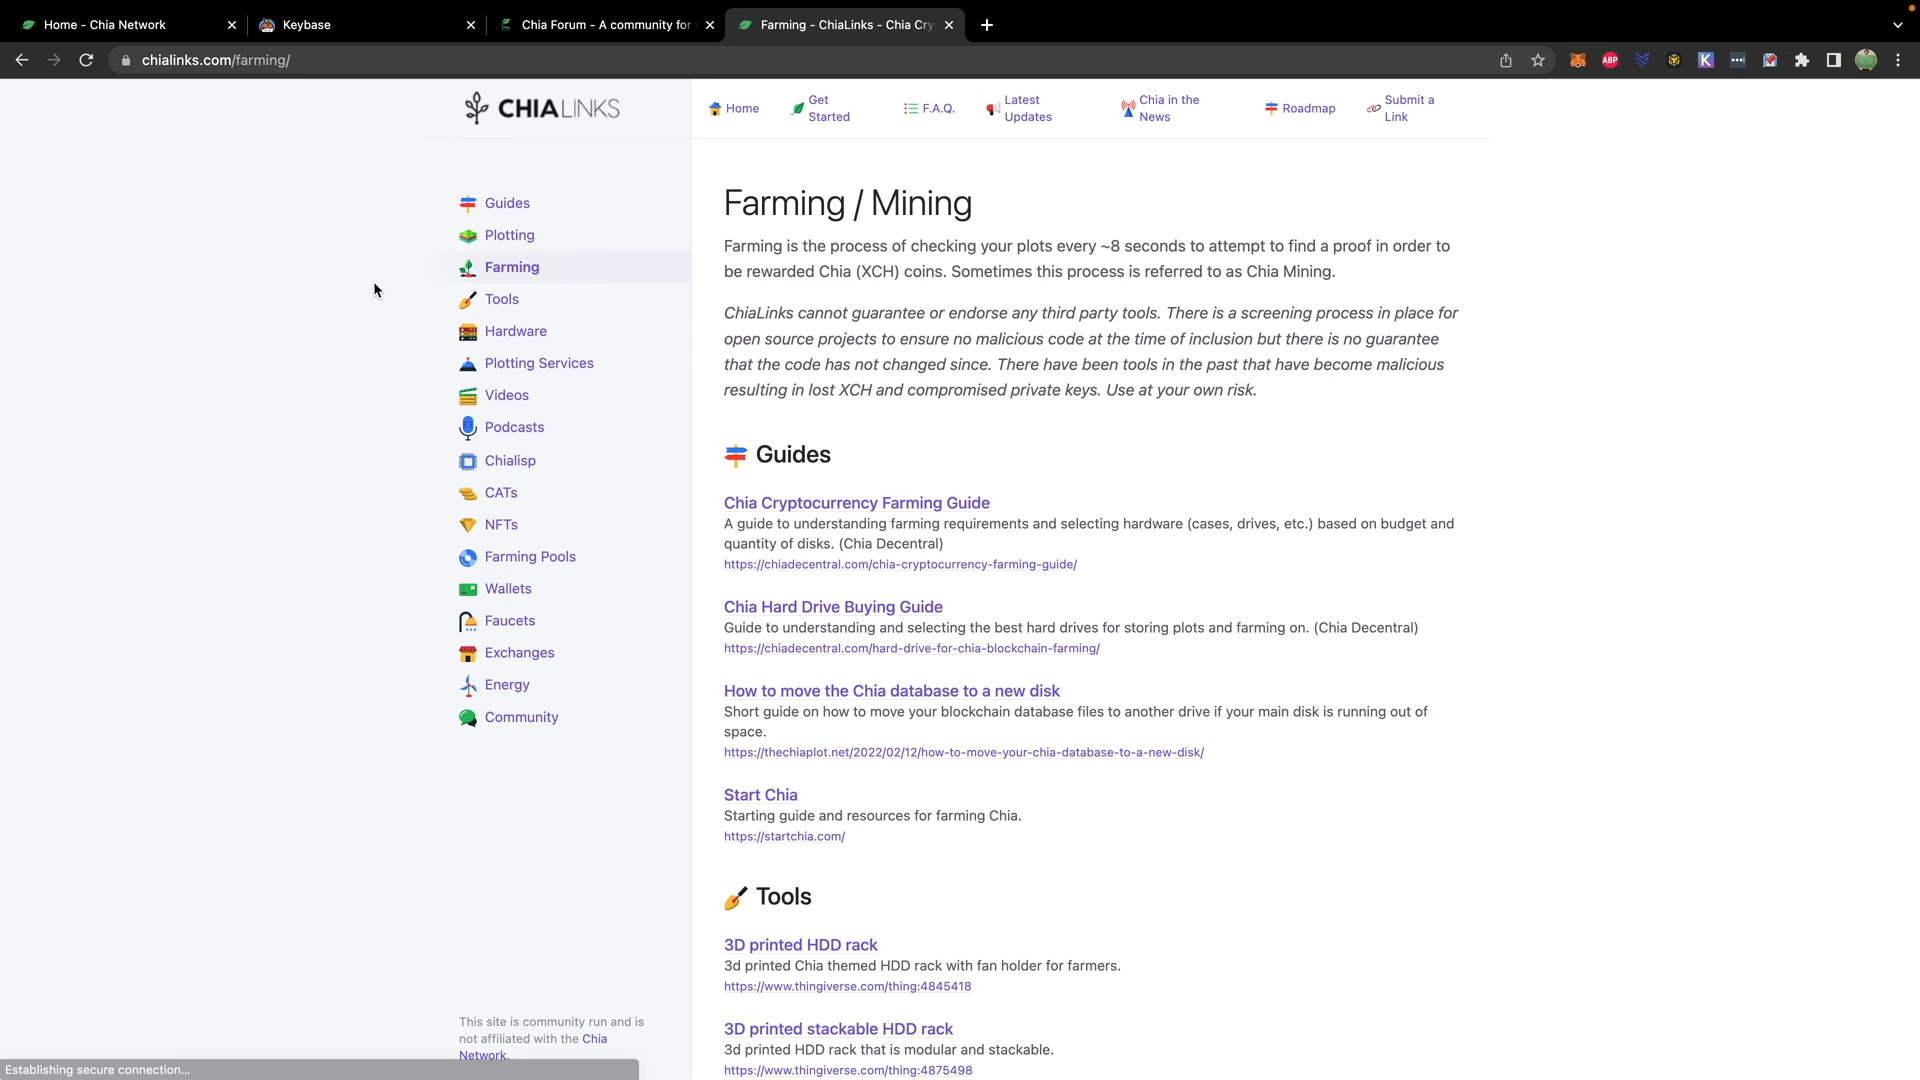 Home - Chia Network
Keybase
Chia Forum - A community for
Farming - ChiaLinks - Chia Cry
chialinks.com/farming/
ABP
K
CHIALINKS
Home
Get Started
F.A.Q.
Latest Updates
Chia in the News
Roadmap
Submit a Link
Guides
Plotting
Farming
Tools
Hardware
Plotting Services
Videos
Podcasts
Chialisp
CATs
NFTs
Farming Pools
Wallets
Faucets
Exchanges
Energy
Community
This site is community run and is
not affiliated with the Chia
Network.
Establishing secure connection...
Farming / Mining
Farming is the process of checking your plots every ~8 seconds to attempt to find a proof in order to
be rewarded Chia (XCH) coins. Sometimes this process is referred to as Chia Mining.
ChiaLinks cannot guarantee or endorse any third party tools. There is a screening process in place for
open source projects to ensure no malicious code at the time of inclusion but there is no guarantee
that the code has not changed since. There have been tools in the past that have become malicious
resulting in lost XCH and compromised private keys. Use at your own risk.
Guides
Chia Cryptocurrency Farming Guide
A guide to understanding farming requirements and selecting hardware (cases, drives, etc.) based on budget and
quantity of disks. (Chia Decentral)
https://chiadecentral.com/chia-cryptocurrency-farming-guide/
Chia Hard Drive Buying Guide
Guide to understanding and selecting the best hard drives for storing plots and farming on. (Chia Decentral)
https://chiadecentral.com/hard-drive-for-chia-blockchain-farming/
How to move the Chia database to a new disk
Short guide on how to move your blockchain database files to another drive if your main disk is running out of
space.
https://thechiaplot.net/2022/02/12/how-to-move-your-chia-database-to-a-new-disk/
Start Chia
Starting guide and resources for farming Chia.
https://startchia.com/
Tools
3D printed HDD rack
3d printed Chia themed HDD rack with fan holder for farmers.
https://www.thingiverse.com/thing:4845418
3D printed stackable HDD rack
3d printed HDD rack that is modular and stackable.
https://www.thingiverse.com/thing:4875498